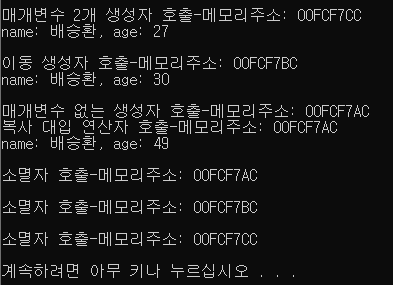 매개변수 2개 생성자 호출-메모리주소: 00FCF7CC
name: 배승환, age: 27
이동 생성자 호출-메모리주소: 00FCF7BC
name: 배승환, age: 30
매개변수 없는 생성자 호출-메모리주소: 00FCF7AC
복사 대입 연산자 호출-메모리주소: 00FCF7AC
name: 배승환, age: 49
소멸자 호출-메모리주소: 00FCF7AC
소멸자 호출-메모리주소: 00FCF7BC
소멸자 호출-메모리주소: 00FCF7CC
계속하려면 아무 키나 누르십시오 . . .